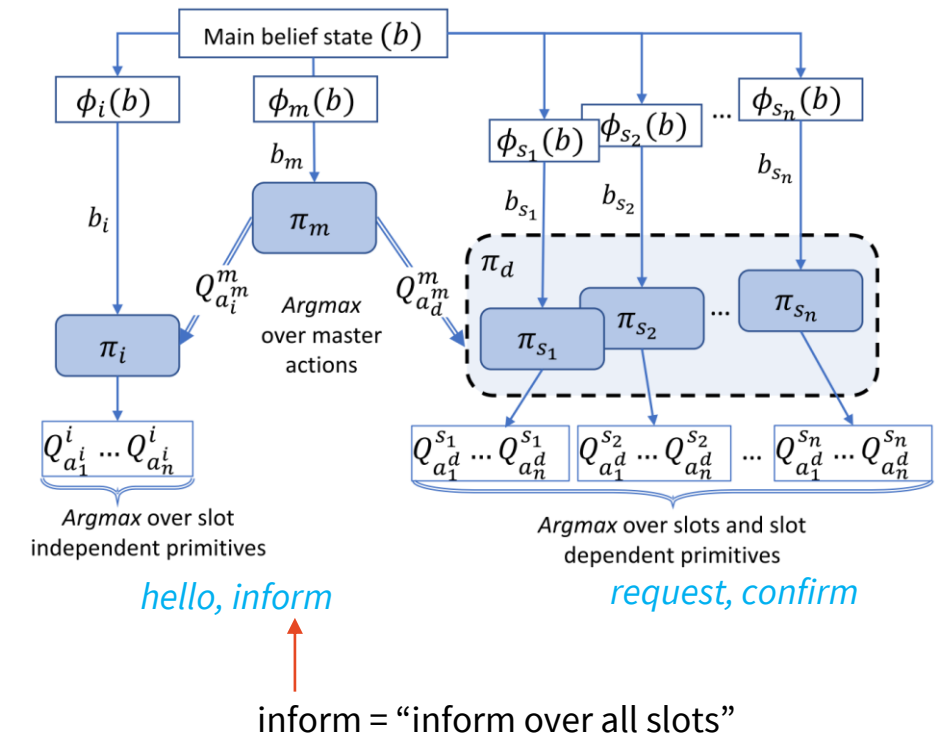 Main belief state (b)
ϕ_i(b)
ϕ_m(b)
ϕ_{s_1}(b)
ϕ_{s_2}(b)
...
ϕ_{s_n}(b)
b_m
b_i
b_{s_1}
b_{s_2}
b_{s_n}
π_m
π_d
Q^m_{a^m_i}
Argmax
over master
actions
Q^m_{a^m_d}
π_i
π_{s_1}
π_{s_2}
...
π_{s_n}
Q^i_{a^i_1} ... Q^i_{a^i_n}
Q^{s_1}_{a^d_1} ... Q^{s_1}_{a^d_n}
Q^{s_2}_{a^d_1} ... Q^{s_2}_{a^d_n}
...
Q^{s_n}_{a^d_1} ... Q^{s_n}_{a^d_n}
Argmax over slot
independent primitives
Argmax over slots and slot
dependent primitives
hello, inform
request, confirm
inform = “inform over all slots”